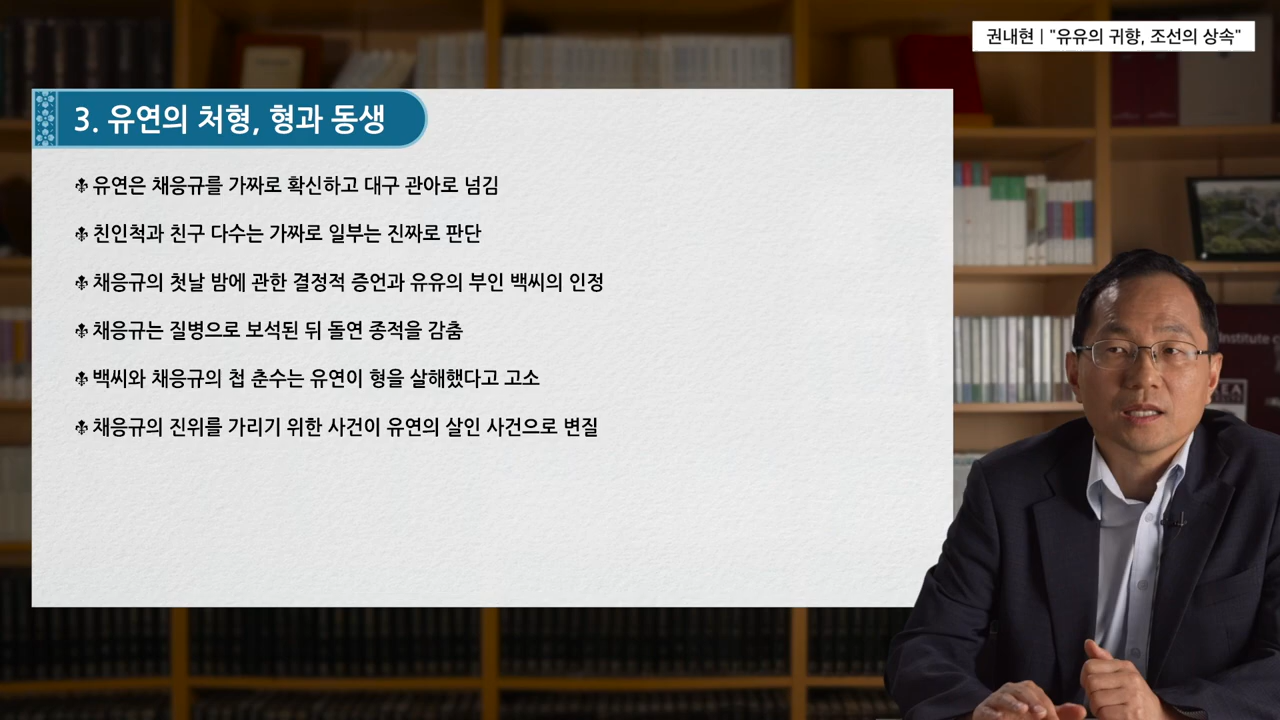 권내현 | "유유의 귀향, 조선의 상속"
3. 유연의 처형, 형과 동생
유연은 채응규를 가짜로 확신하고 대구 관아로 넘김
친인척과 친구 다수는 가짜로 일부는 진짜로 판단
채응규의 첫날 밤에 관한 결정적 증언과 유유의 부인 백씨의 인정
채응규는 질병으로 보석된 뒤 돌연 종적을 감춤
백씨와 채응규의 첩 춘수는 유연이 형을 살해했다고 고소
채응규의 진위를 가리기 위한 사건이 유연의 살인 사건으로 변질
Institute